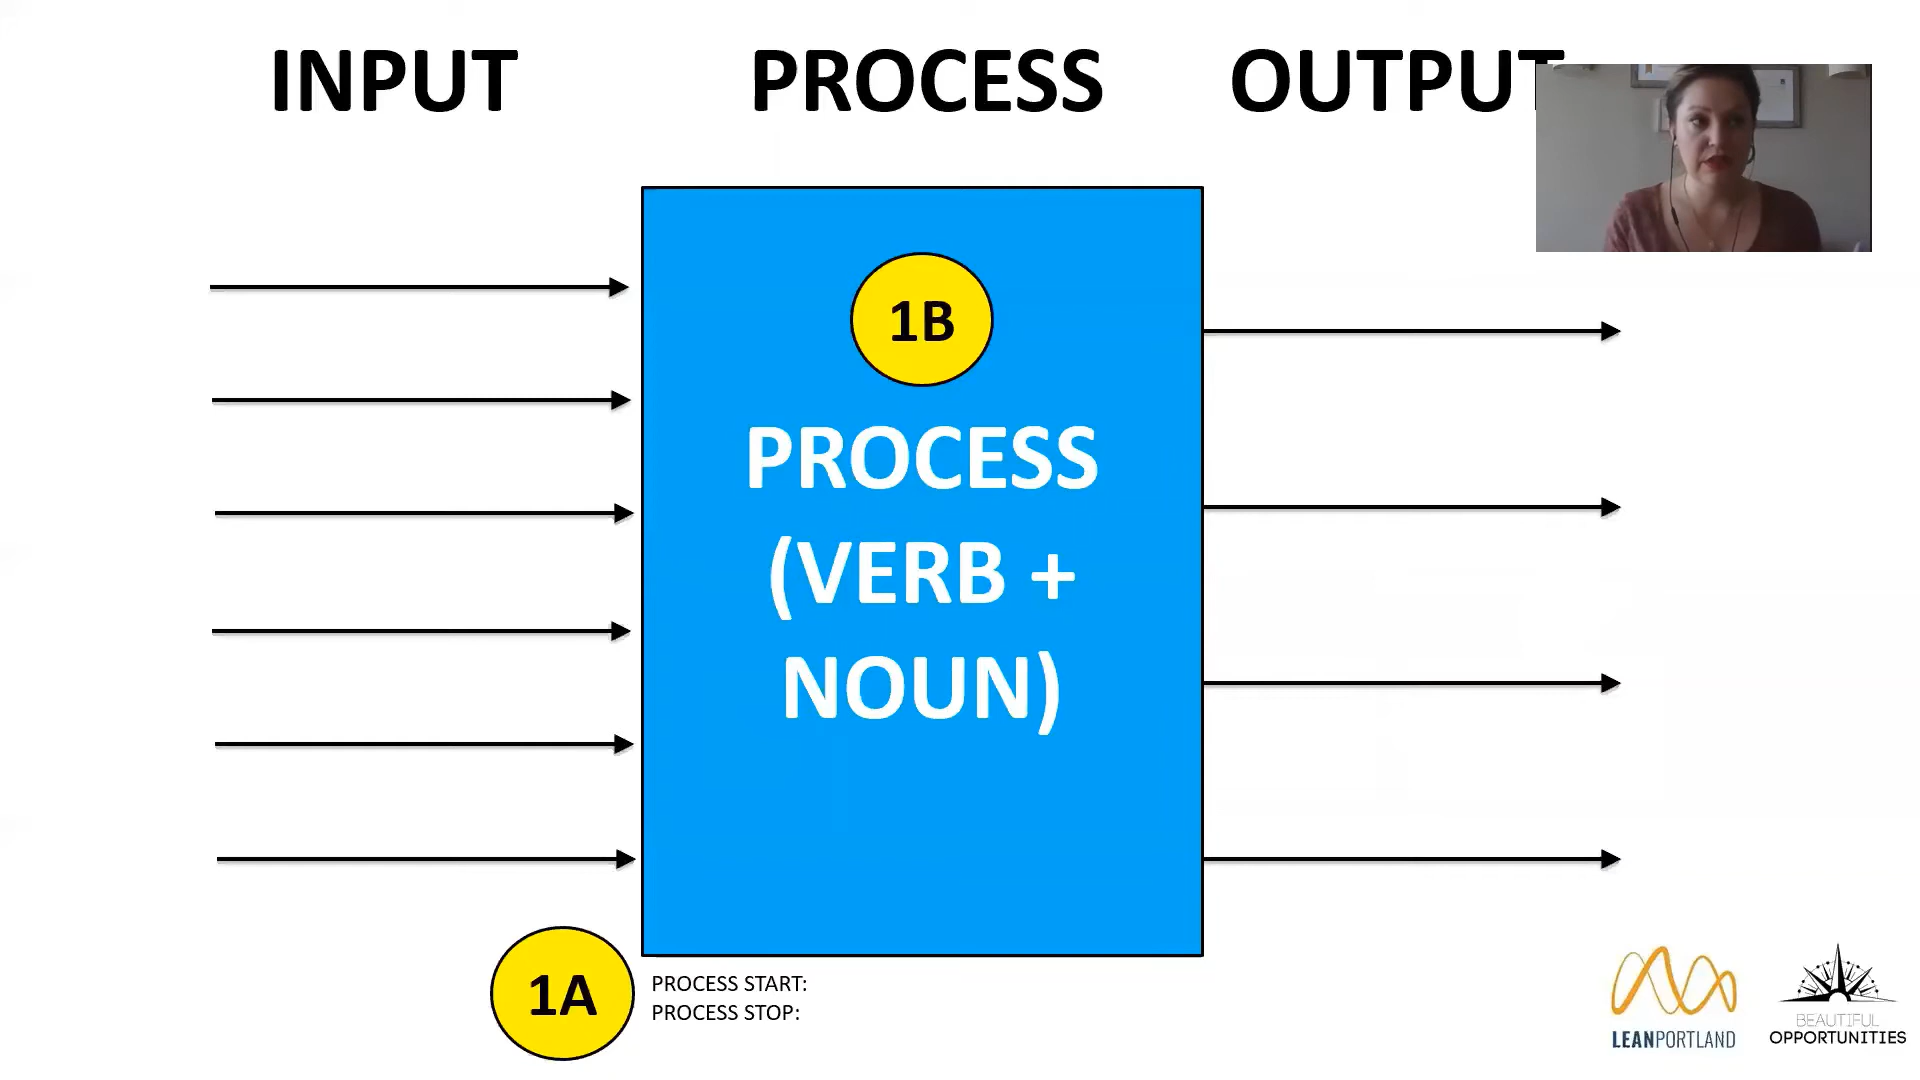 INPUT
PROCESS
OUTPUT
1B
PROCESS
(VERB +
NOUN)
1A
PROCESS START:
PROCESS STOP:
LEANPORTLAND
BEAUTIFUL
OPPORTUNITIES